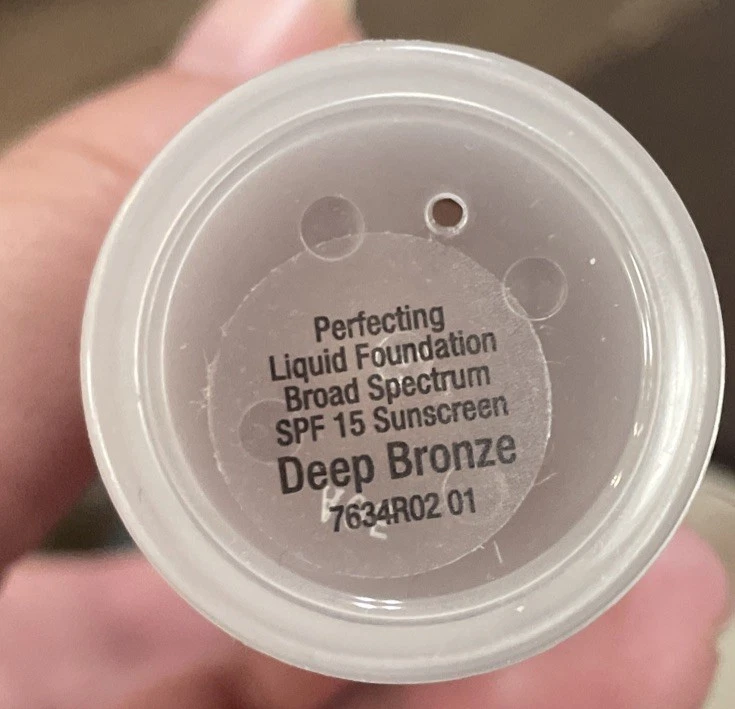 Perfecting
Liquid Foundation
Broad Spectrum
SPF 15 Sunscreen
Deep Bronze
7634R02 01